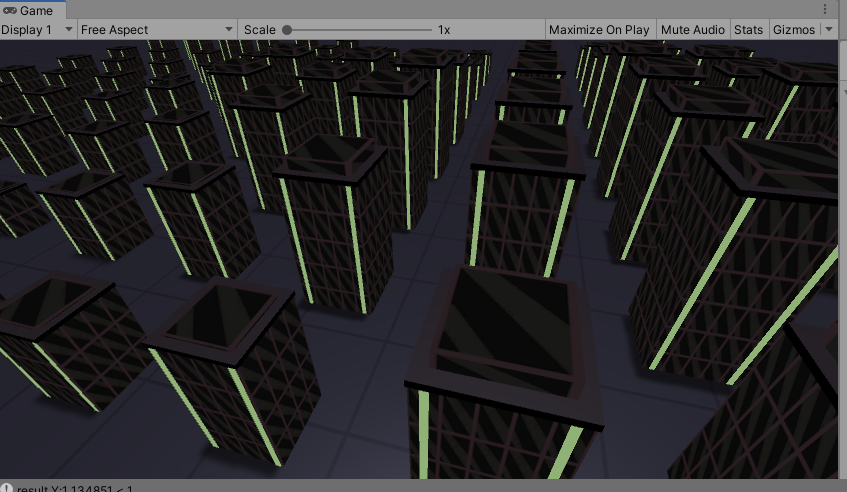 Game
Display 1 Free Aspect Scale 1x Maximize On Play Mute Audio Stats Gizmos
result Y:1.134851 < 1